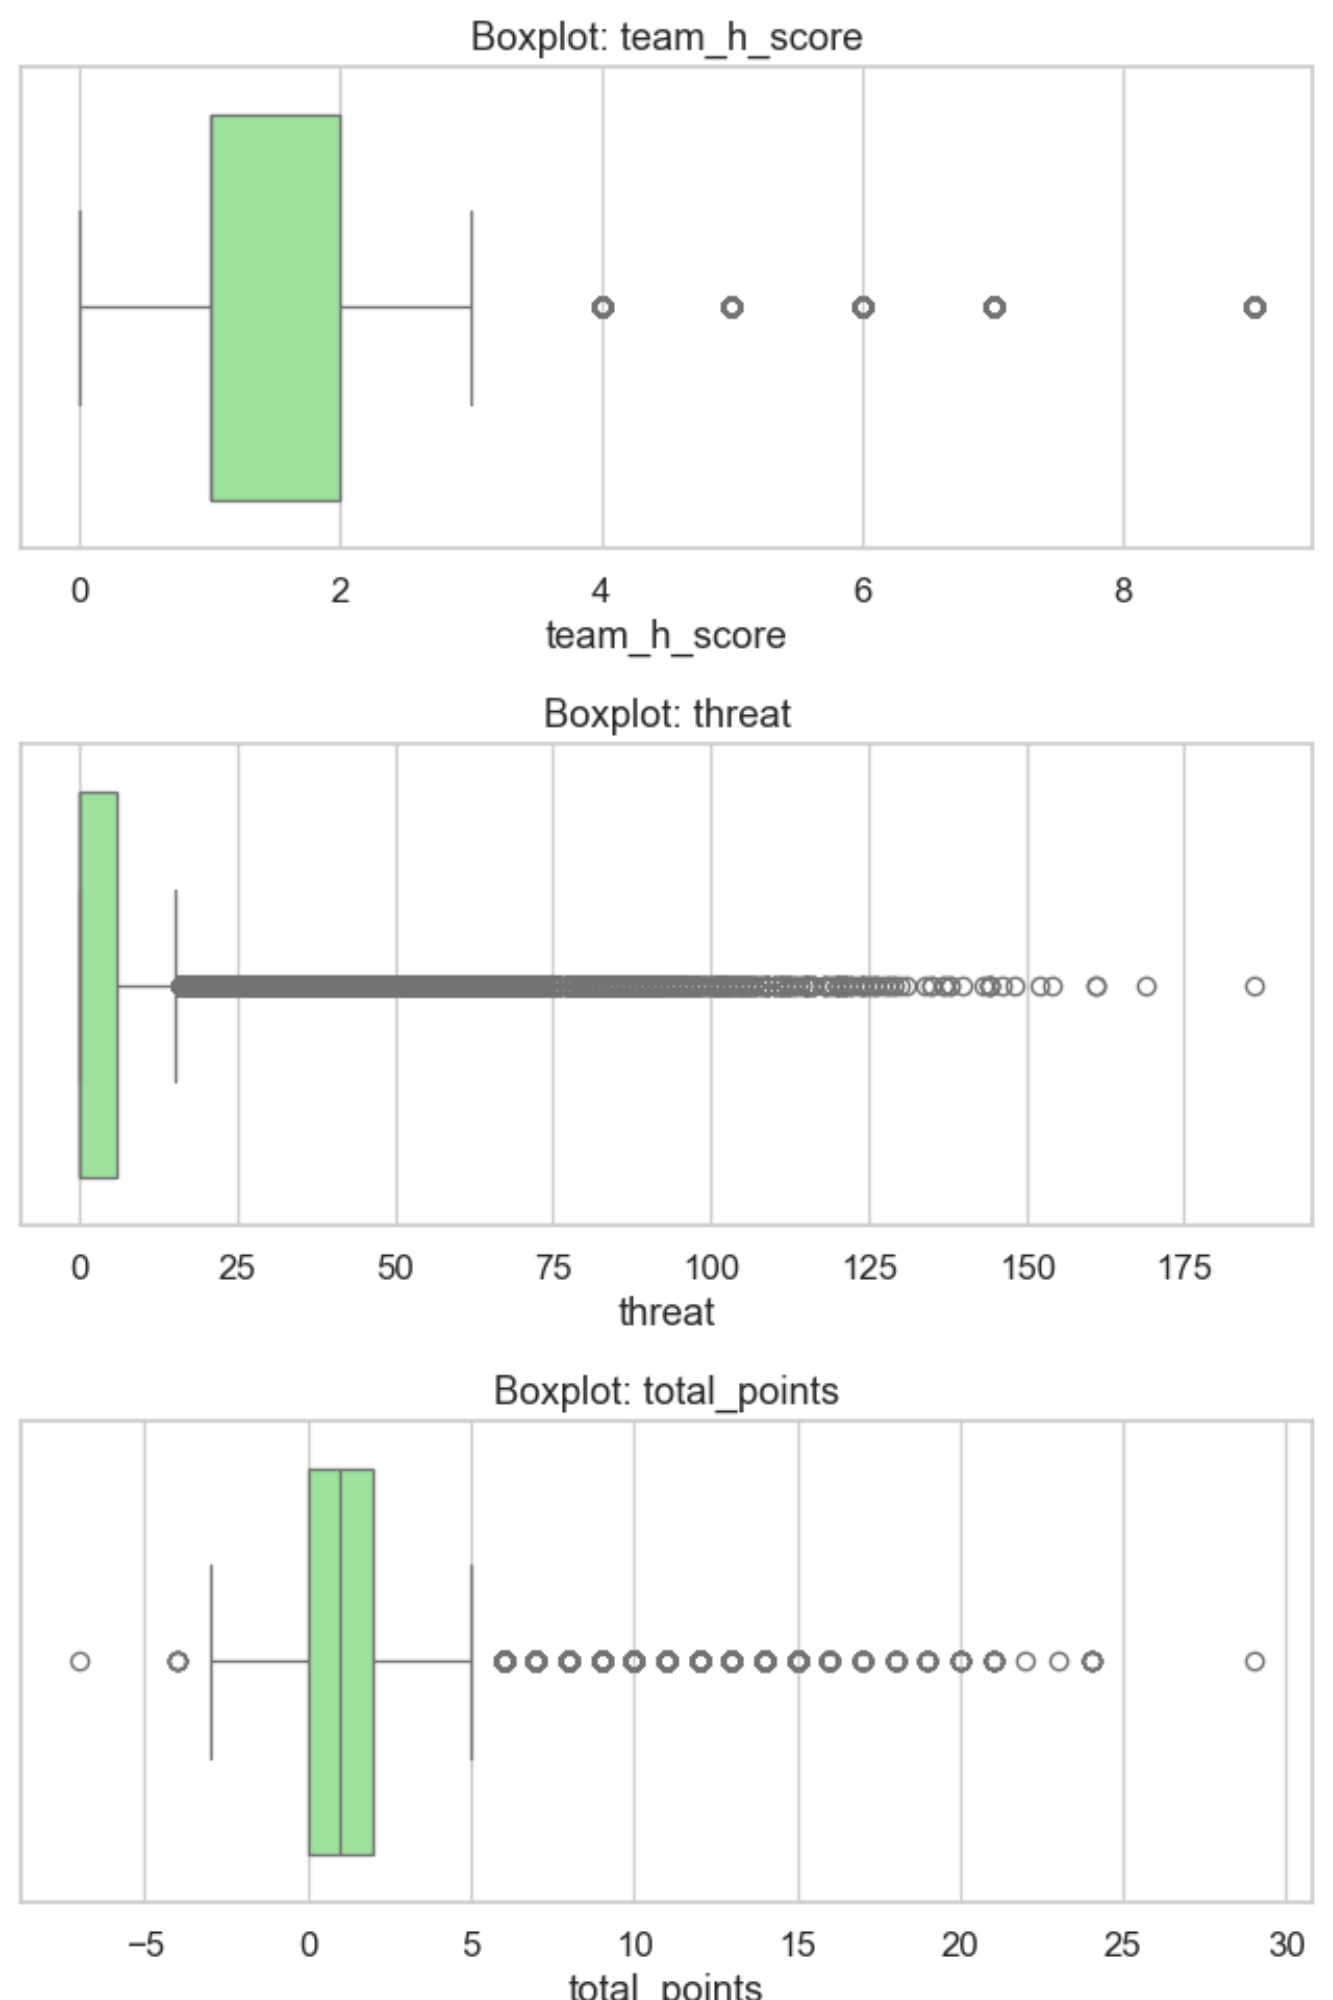 Boxplot: team_h_score
0 2 4 6 8
team_h_score
Boxplot: threat
0 25 50 75 100 125 150 175
threat
Boxplot: total_points
−5 0 5 10 15 20 25 30
total_points